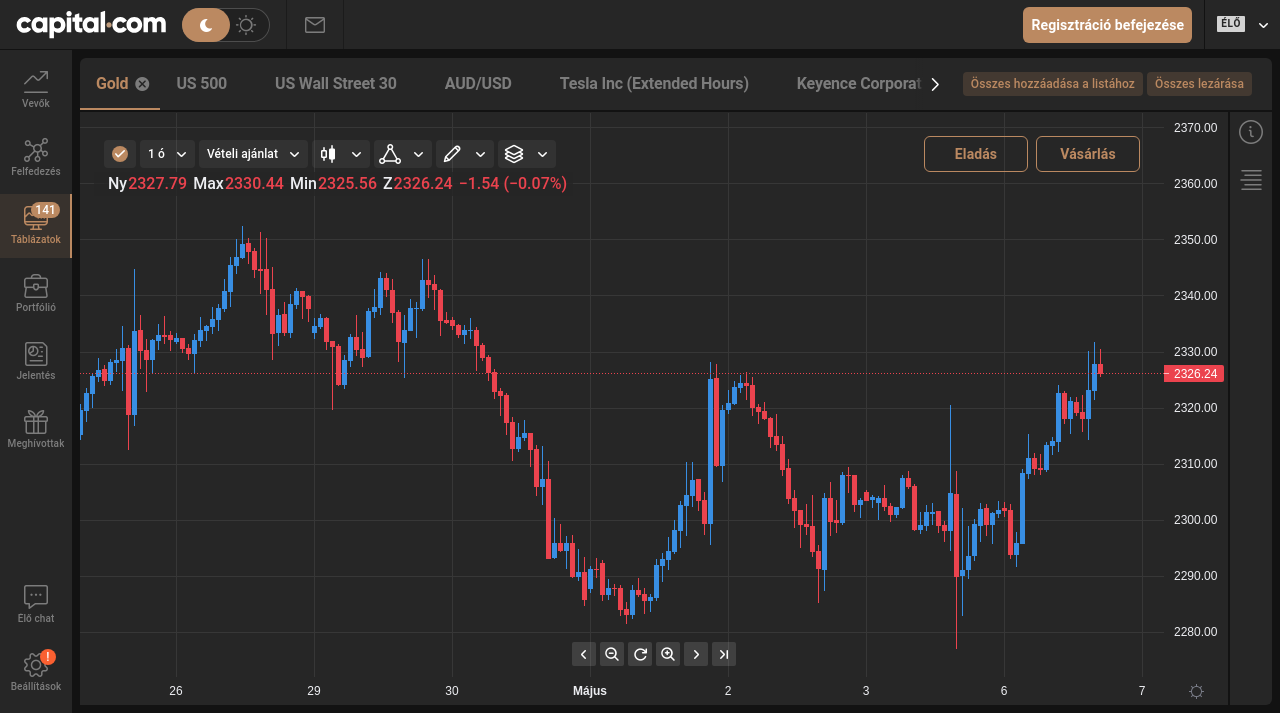 capital.com
Regisztráció befejezése
ÉLŐ
Vevők
Felfedezés
141
Táblázatok
Portfólió
Jelentés
Meghívottak
Élő chat
!
Beállítások
Gold
US 500
US Wall Street 30
AUD/USD
Tesla Inc (Extended Hours)
Keyence Corporat
Összes hozzáadása a listához
Összes lezárása
1 ó
Vételi ajánlat
Eladás
Vásárlás
Ny2327.79 Max2330.44 Min2325.56 Z2326.24 −1.54 (−0.07%)
2370.00
2360.00
2350.00
2340.00
2330.00
2326.24
2320.00
2310.00
2300.00
2290.00
2280.00
26
29
30
Május
2
3
6
7